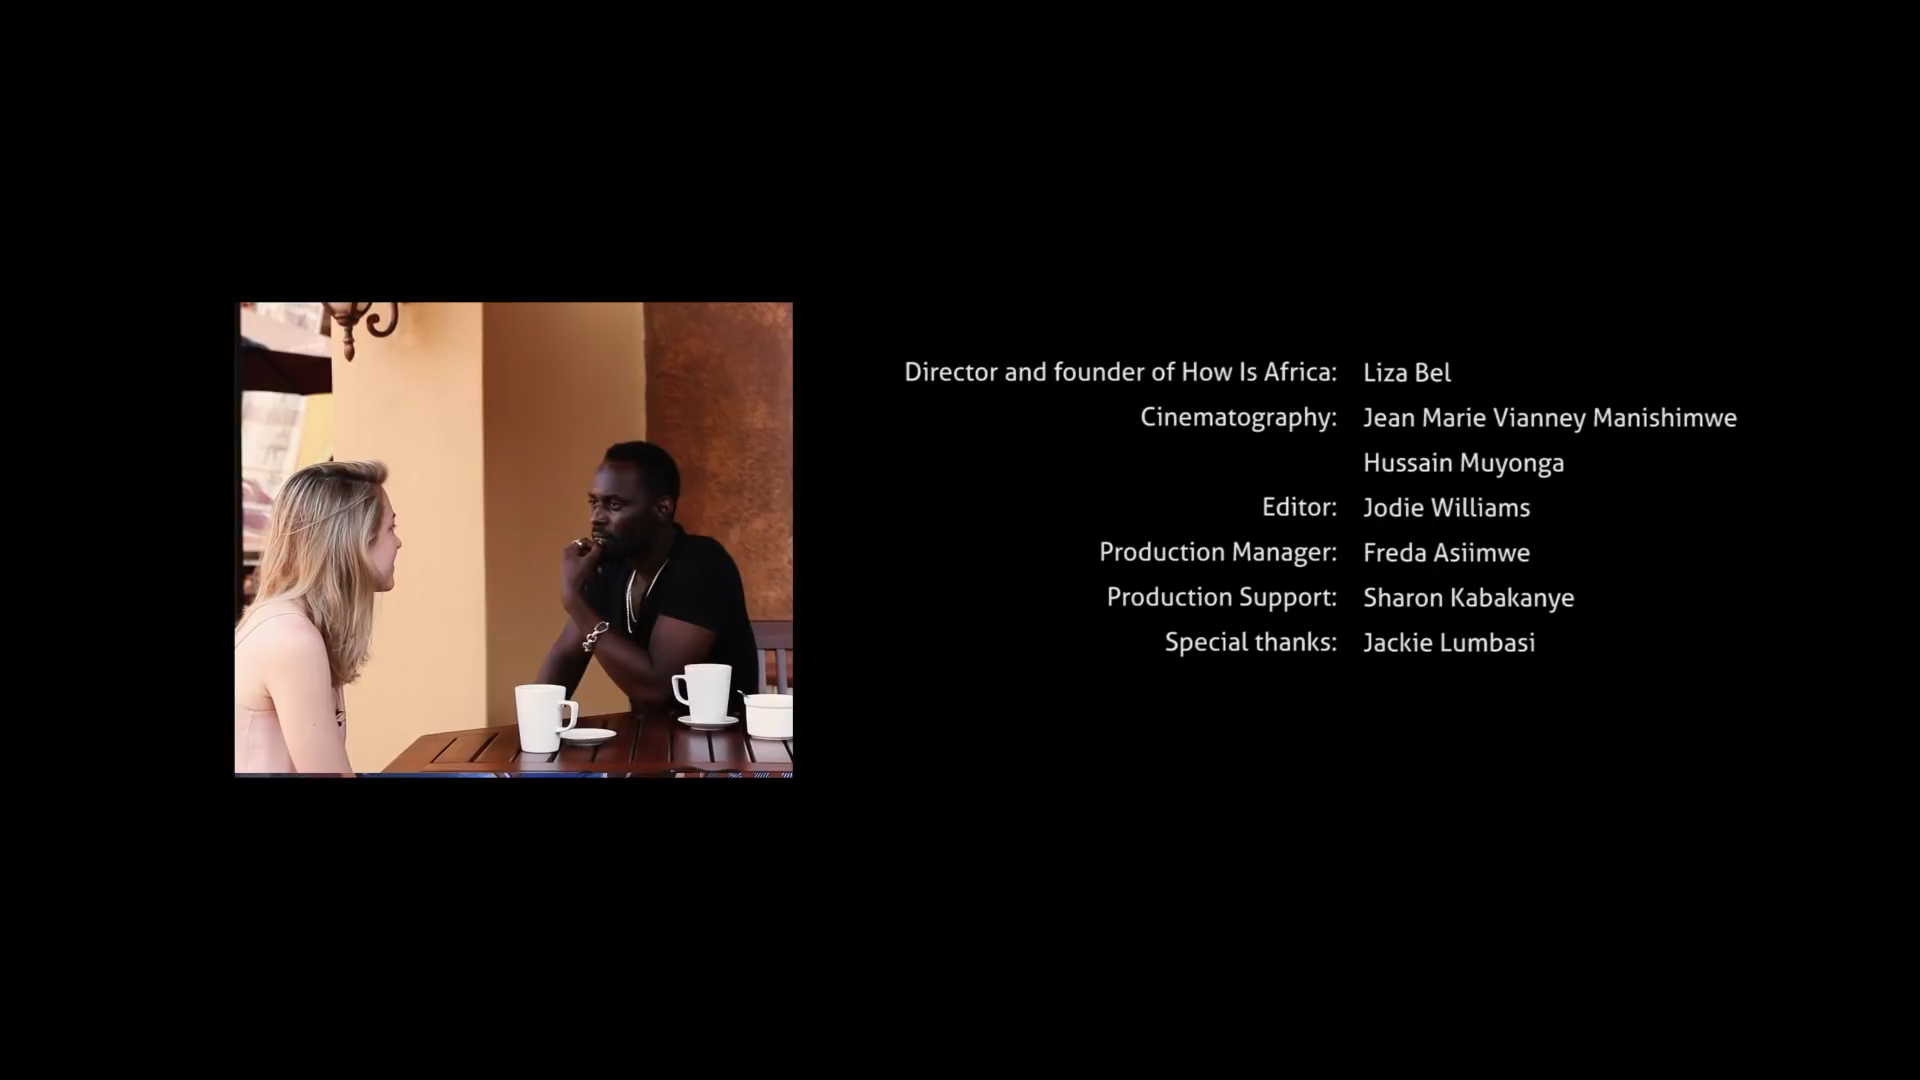 Director and founder of How Is Africa: Liza Bel
Cinematography: Jean Marie Vianney Manishimwe
Hussain Muyonga
Editor: Jodie Williams
Production Manager: Freda Asiimwe
Production Support: Sharon Kabakanye
Special thanks: Jackie Lumbasi